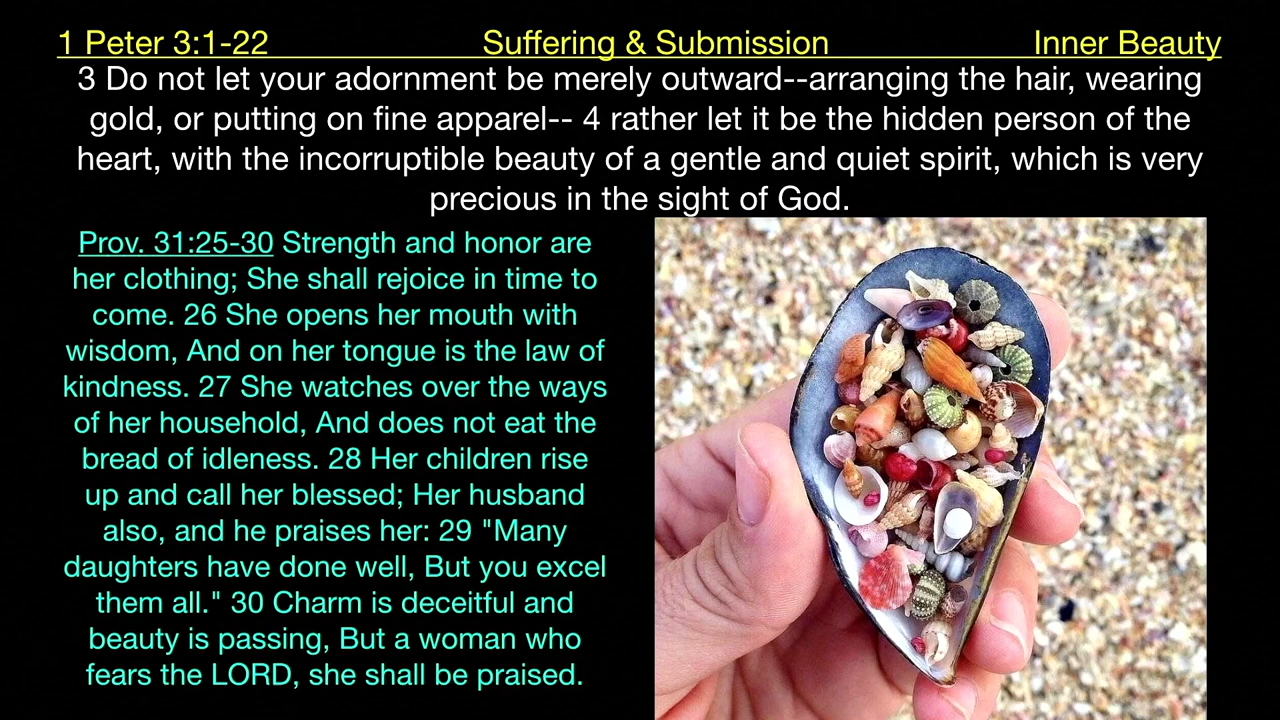 1 Peter 3:1-22 Suffering & Submission Inner Beauty
3 Do not let your adornment be merely outward--arranging the hair, wearing
gold, or putting on fine apparel-- 4 rather let it be the hidden person of the
heart, with the incorruptible beauty of a gentle and quiet spirit, which is very
precious in the sight of God.
Prov. 31:25-30 Strength and honor are
her clothing; She shall rejoice in time to
come. 26 She opens her mouth with
wisdom, And on her tongue is the law of
kindness. 27 She watches over the ways
of her household, And does not eat the
bread of idleness. 28 Her children rise
up and call her blessed; Her husband
also, and he praises her: 29 "Many
daughters have done well, But you excel
them all." 30 Charm is deceitful and
beauty is passing, But a woman who
fears the LORD, she shall be praised.